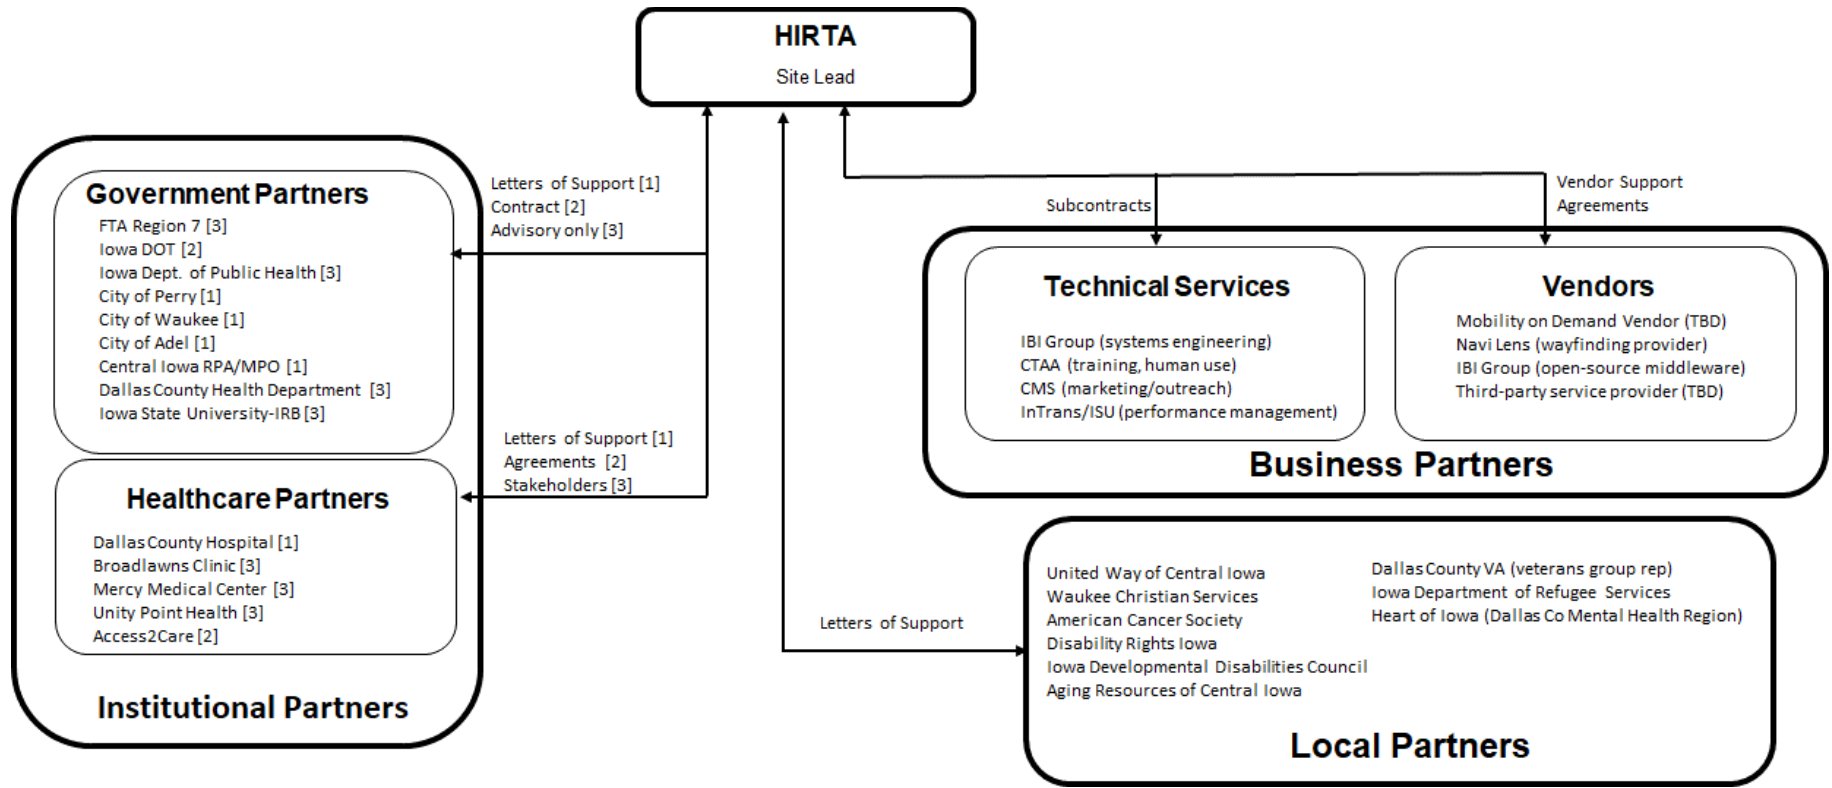 HIRTA
Site Lead
Government Partners
FTA Region 7 [3]
Iowa DOT [2]
Iowa Dept. of Public Health [3]
City of Perry [1]
City of Waukee [1]
City of Adel [1]
Central Iowa RPA/MPO [1]
Dallas County Health Department [3]
Iowa State University-IRB [3]
Letters of Support [1]
Contract [2]
Advisory only [3]
Healthcare Partners
Dallas County Hospital [1]
Broadlawns Clinic [3]
Mercy Medical Center [3]
Unity Point Health [3]
Access2Care [2]
Letters of Support [1]
Agreements [2]
Stakeholders [3]
Institutional Partners
Subcontracts
Vendor Support
Agreements
Technical Services
IBI Group (systems engineering)
CTAA (training, human use)
CMS (marketing/outreach)
InTrans/ISU (performance management)
Vendors
Mobility on Demand Vendor (TBD)
Navi Lens (wayfinding provider)
IBI Group (open-source middleware)
Third-party service provider (TBD)
Business Partners
Letters of Support
United Way of Central Iowa
Waukee Christian Services
American Cancer Society
Disability Rights Iowa
Iowa Developmental Disabilities Council
Aging Resources of Central Iowa
Dallas County VA (veterans group rep)
Iowa Department of Refugee Services
Heart of Iowa (Dallas Co Mental Health Region)
Local Partners